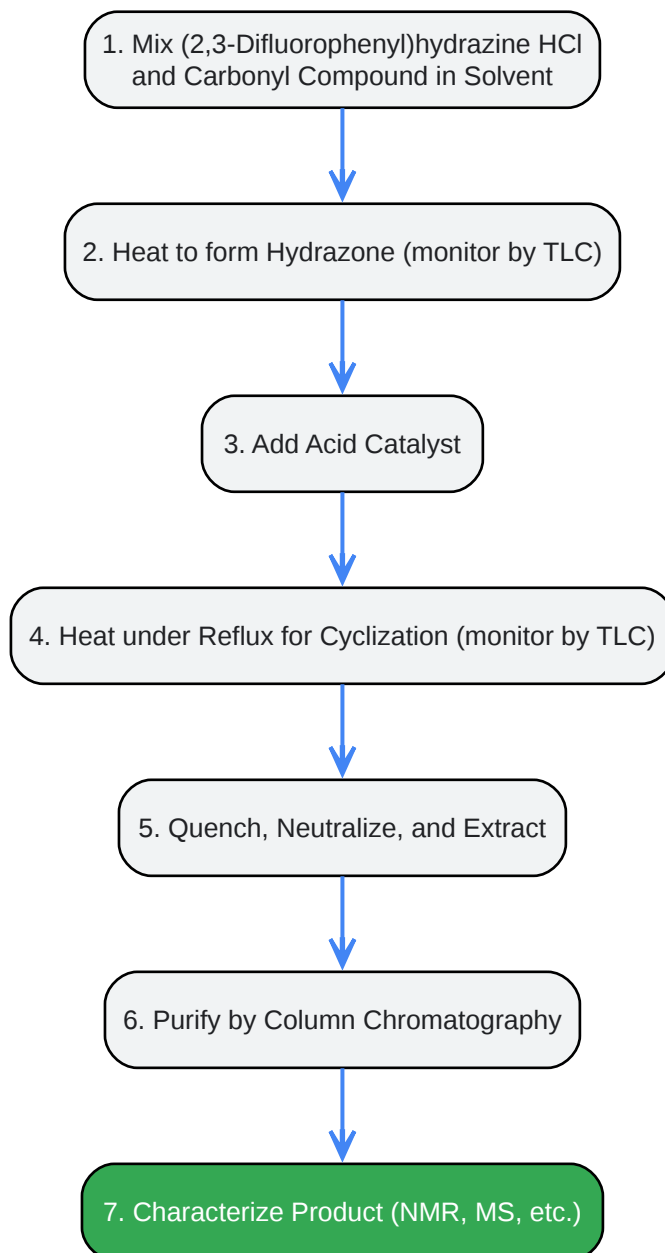 1. Mix (2,3-Difluorophenyl)hydrazine HCl
and Carbonyl Compound in Solvent
2. Heat to form Hydrazone (monitor by TLC)
3. Add Acid Catalyst
4. Heat under Reflux for Cyclization (monitor by TLC)
5. Quench, Neutralize, and Extract
6. Purify by Column Chromatography
7. Characterize Product (NMR, MS, etc.)